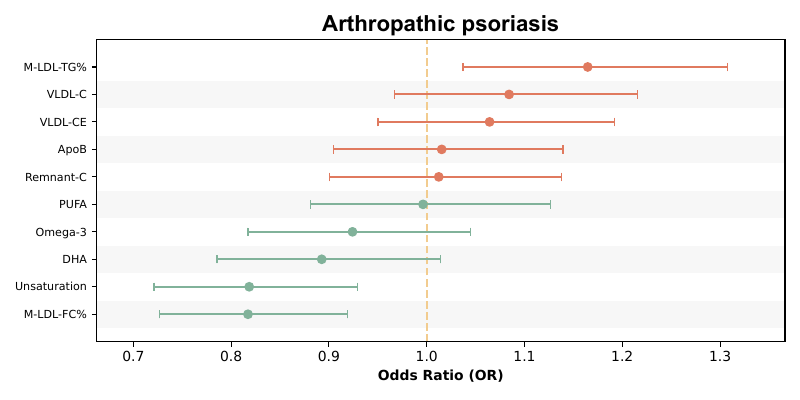 Arthropathic psoriasis
M-LDL-TG%
VLDL-C
VLDL-CE
ApoB
Remnant-C
PUFA
Omega-3
DHA
Unsaturation
M-LDL-FC%
0.7 0.8 0.9 1.0 1.1 1.2 1.3
Odds Ratio (OR)